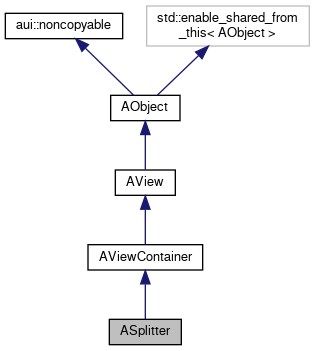 aui::noncopyable
std::enable_shared_from
_this< AObject >
AObject
AView
AViewContainer
ASplitter